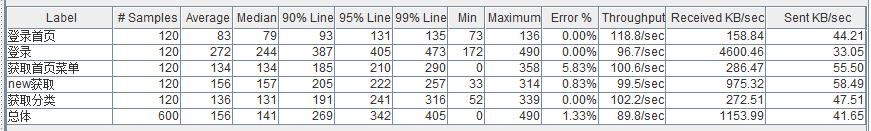 Label # Samples Average Median 90% Line 95% Line 99% Line Min Maximum Error % Throughput Received KB/sec Sent KB/sec
登录首页 120 83 79 93 131 135 73 136 0.00% 118.8/sec 158.84 44.21
登录 120 272 244 387 405 473 172 490 0.00% 96.7/sec 4600.46 33.05
获取首页菜单 120 134 134 185 210 290 0 358 5.83% 100.6/sec 286.47 55.50
new获取 120 156 157 205 222 257 33 314 0.83% 99.5/sec 975.32 58.49
获取分类 120 136 131 191 241 316 52 339 0.00% 102.2/sec 272.51 47.51
总体 600 156 141 269 342 405 0 490 1.33% 89.8/sec 1153.99 41.65